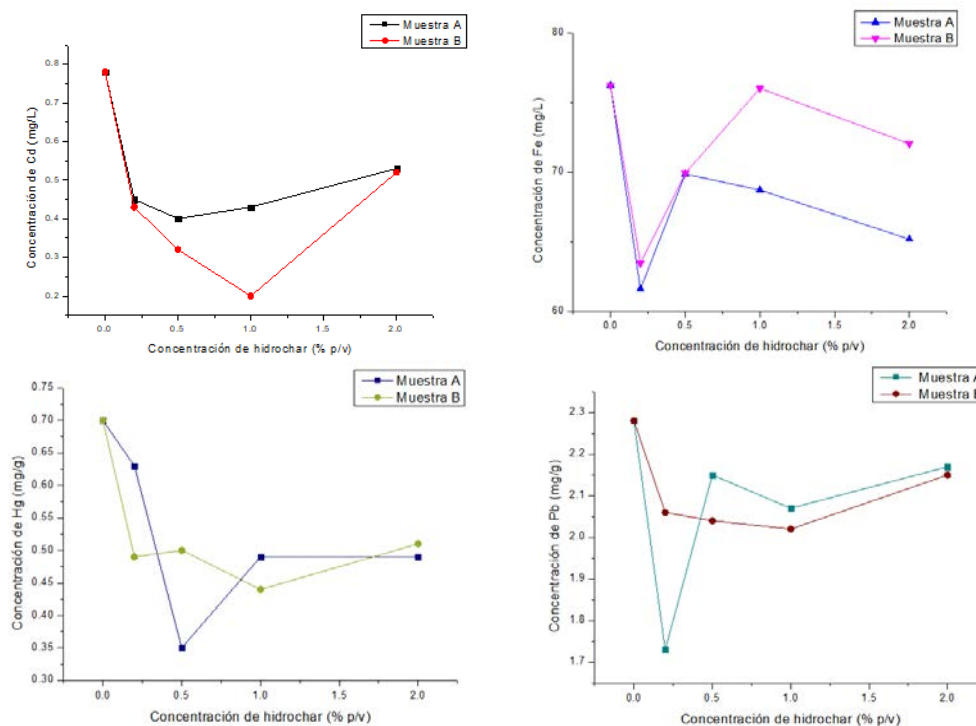 Muestra A
Muestra B
Concentración de Cd (mg/L)
0.8
0.7
0.6
0.5
0.4
0.3
0.2
0.0
0.5
1.0
1.5
2.0
Concentración de hidrochar (% p/v)
Muestra A
Muestra B
Concentración de Fe (mg/L)
80
70
60
0.0
0.5
1.0
1.5
2.0
Concentración de hidrochar (% p/v)
Muestra A
Muestra B
Concentración de Hg (mg/g)
0.75
0.70
0.65
0.60
0.55
0.50
0.45
0.40
0.35
0.30
0.0
0.5
1.0
1.5
2.0
Concentración de hidrochar (% p/v)
Muestra A
Muestra B
Concentración de Pb (mg/g)
2.3
2.2
2.1
2.0
1.9
1.8
1.7
0.0
0.5
1.0
1.5
2.0
Concentración de hidrochar (% p/v)